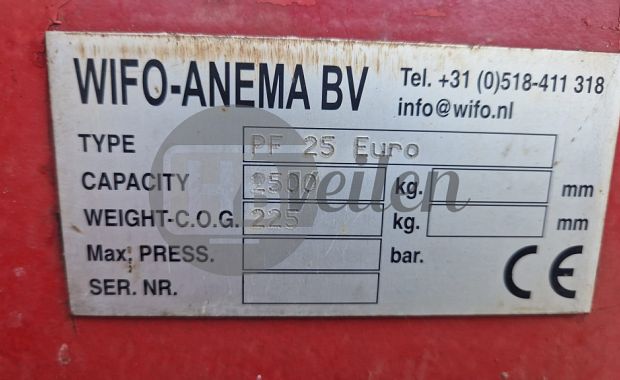 WIFO-ANEMA BV
Tel. +31 (0)518-411 318
info@wifo.nl
TYPE PF 25 Euro
CAPACITY 2500 kg. mm
WEIGHT-C.O.G. 225 kg. mm
Max. PRESS. bar.
SER. NR.
CE
veilen